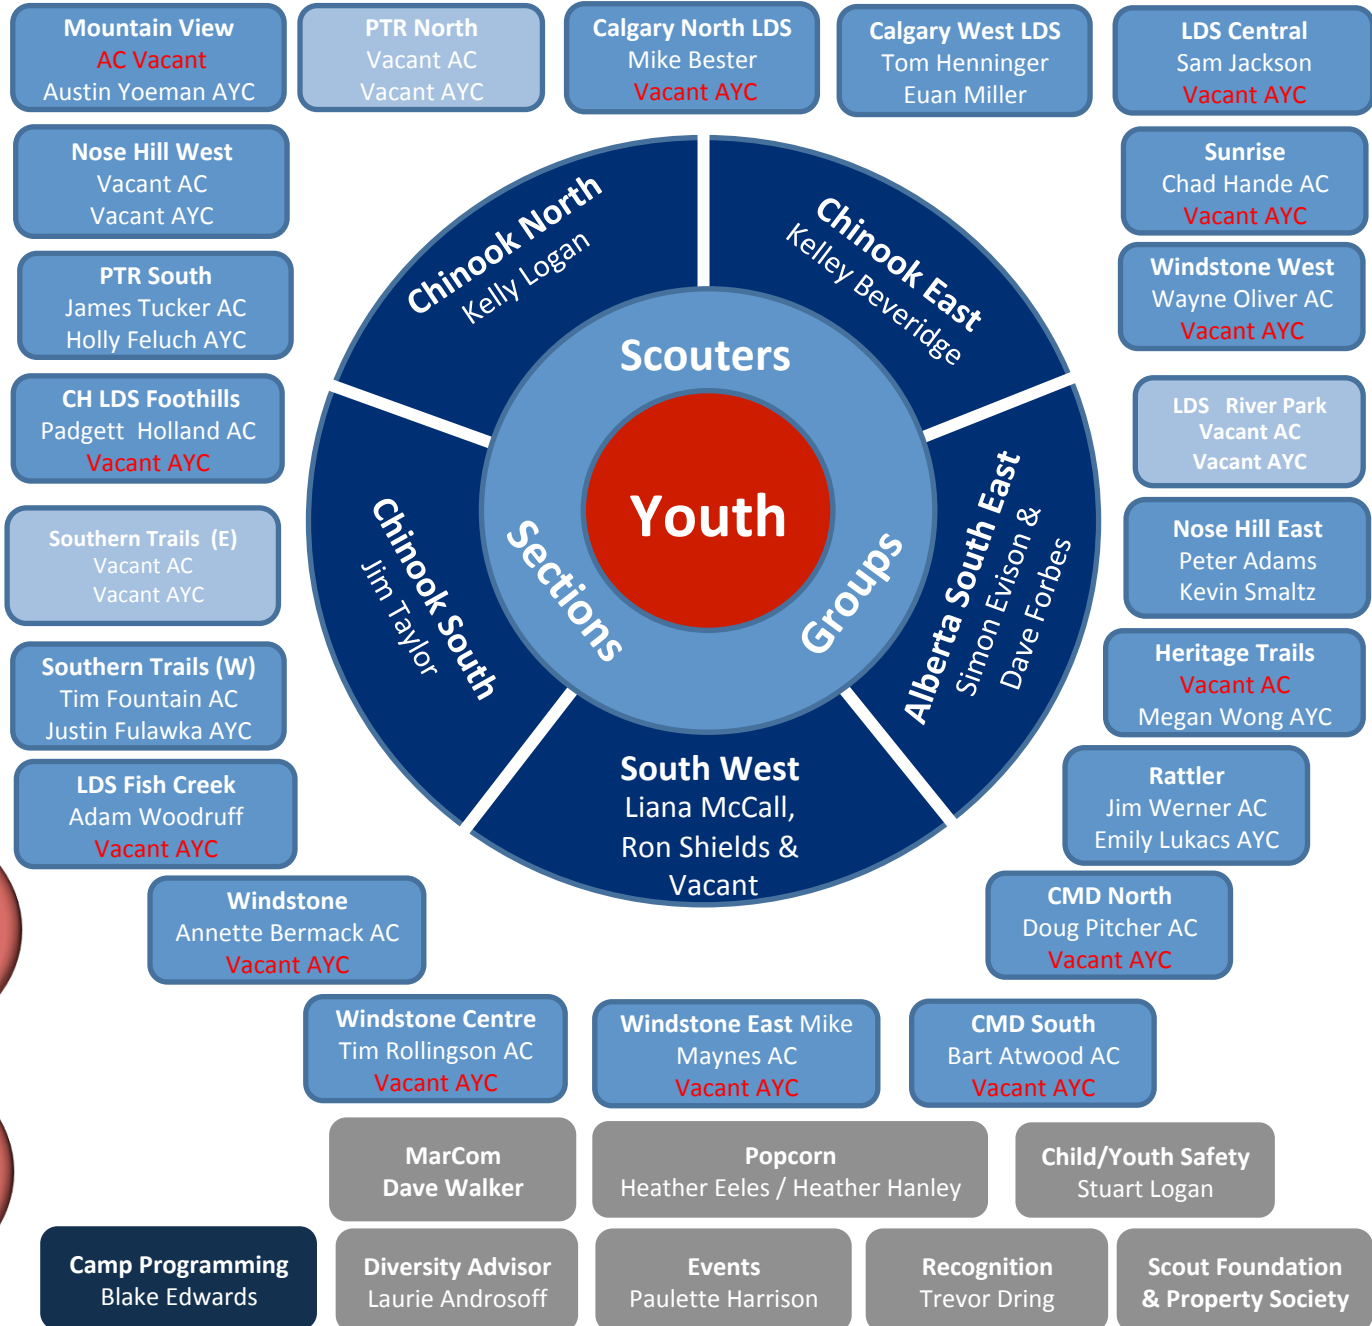 Mountain View
AC Vacant
Austin Yoeman AYC
PTR North
Vacant AC
Vacant AYC
Calgary North LDS
Mike Bester
Vacant AYC
Calgary West LDS
Tom Henninger
Euan Miller
LDS Central
Sam Jackson
Vacant AYC
Nose Hill West
Vacant AC
Vacant AYC
Sunrise
Chad Hande AC
Vacant AYC
PTR South
James Tucker AC
Holly Feluch AYC
Windstone West
Wayne Oliver AC
Vacant AYC
CH LDS Foothills
Padgett Holland AC
Vacant AYC
LDS River Park
Vacant AC
Vacant AYC
Southern Trails (E)
Vacant AC
Vacant AYC
Nose Hill East
Peter Adams
Kevin Smaltz
Southern Trails (W)
Tim Fountain AC
Justin Fulawka AYC
Heritage Trails
Vacant AC
Megan Wong AYC
LDS Fish Creek
Adam Woodruff
Vacant AYC
Rattler
Jim Werner AC
Emily Lukacs AYC
Chinook North
Kelly Logan
Chinook East
Kelley Beveridge
Scouters
Youth
Sections
Groups
Chinook South
Jim Taylor
Alberta South East
Simon Evison &
Dave Forbes
South West
Liana McCall,
Ron Shields &
Vacant
Windstone
Annette Bermack AC
Vacant AYC
CMD North
Doug Pitcher AC
Vacant AYC
Windstone Centre
Tim Rollingson AC
Vacant AYC
Windstone East Mike
Maynes AC
Vacant AYC
CMD South
Bart Atwood AC
Vacant AYC
MarCom
Dave Walker
Popcorn
Heather Eeles / Heather Hanley
Child/Youth Safety
Stuart Logan
Camp Programming
Blake Edwards
Diversity Advisor
Laurie Androsoff
Events
Paulette Harrison
Recognition
Trevor Dring
Scout Foundation
& Property Society